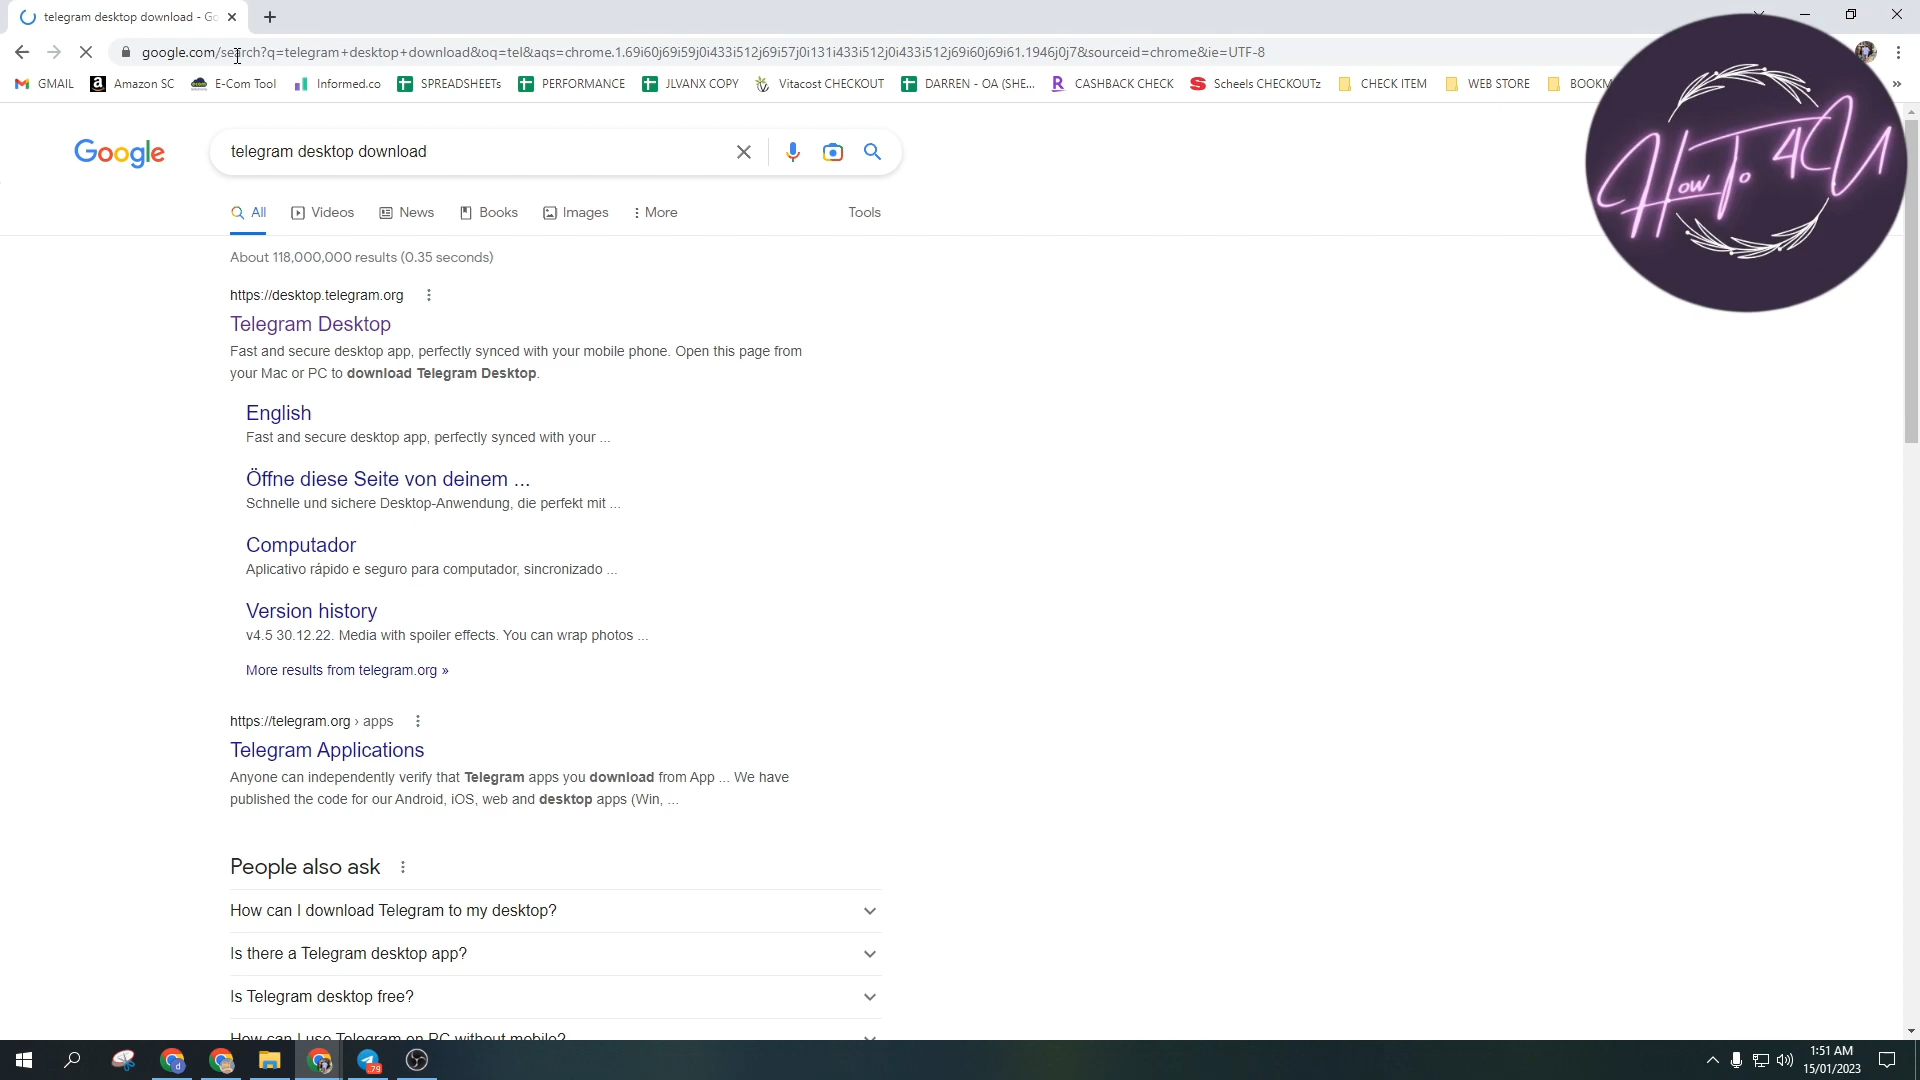 telegram desktop download - Go
google.com/search?q=telegram+desktop+download&oq=tel&aqs=chrome.1.69i60j69i59j0i433i512j69i57j0i131i433i512j0i433i512j69i60j69i61.1946j0j7&sourceid=chrome&ie=UTF-8
GMAIL Amazon SC E-Com Tool Informed.co SPREADSHEETs PERFORMANCE JLVANX COPY Vitacost CHECKOUT DARREN - OA (SHE... CASHBACK CHECK Scheels CHECKOUTz CHECK ITEM WEB STORE BOOKM
How To 4U
Google
telegram desktop download
All Videos News Books Images More Tools
About 118,000,000 results (0.35 seconds)
https://desktop.telegram.org
Telegram Desktop
Fast and secure desktop app, perfectly synced with your mobile phone. Open this page from
your Mac or PC to download Telegram Desktop.
English
Fast and secure desktop app, perfectly synced with your ...
Öffne diese Seite von deinem ...
Schnelle und sichere Desktop-Anwendung, die perfekt mit ...
Computador
Aplicativo rápido e seguro para computador, sincronizado ...
Version history
v4.5 30.12.22. Media with spoiler effects. You can wrap photos ...
More results from telegram.org »
https://telegram.org › apps
Telegram Applications
Anyone can independently verify that Telegram apps you download from App ... We have
published the code for our Android, iOS, web and desktop apps (Win, ...
People also ask
How can I download Telegram to my desktop?
Is there a Telegram desktop app?
Is Telegram desktop free?
How can I use Telegram on PC without mobile?
79
1:51 AM
15/01/2023